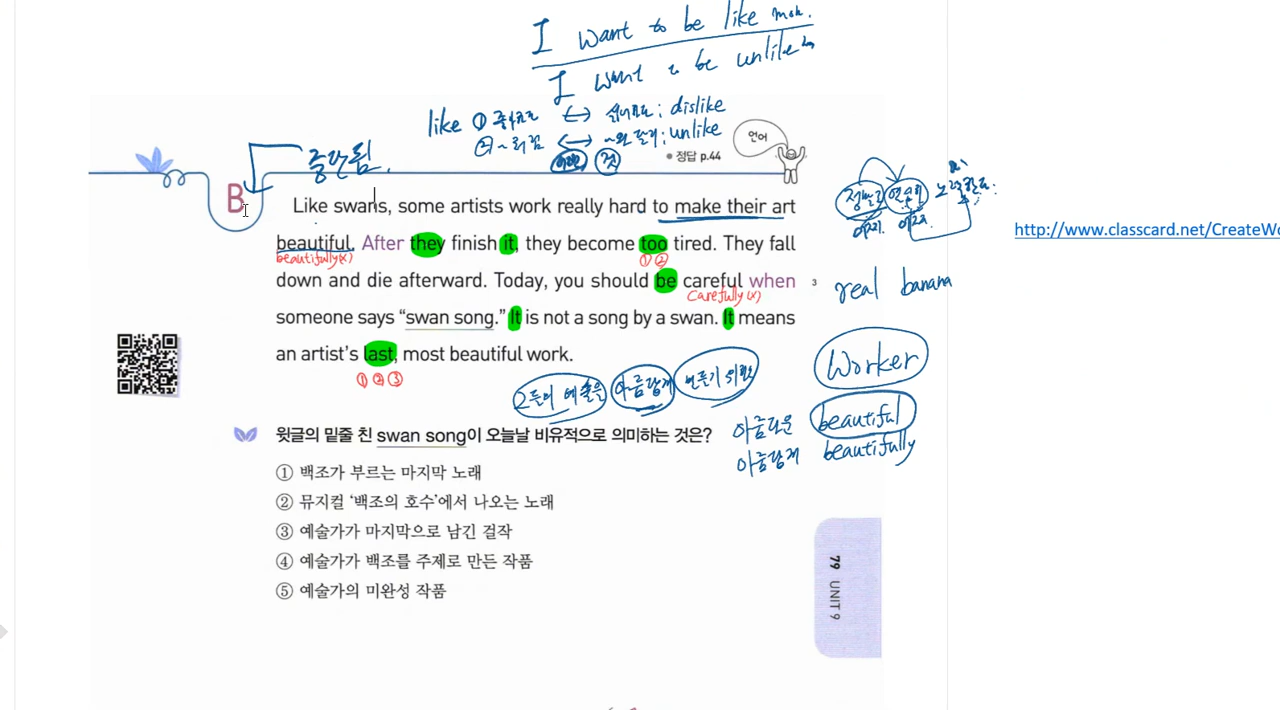 I want to be like mom.
I want to be unlike
like ① 좋아하다 ↔ 싫어하다; dislike
② ~처럼 ↔ ~와 달리; unlike
중단됨.
언어
• 정답 p.44
B
Like swans, some artists work really hard to make their art
beautiful. After they finish it, they become too tired. They fall
beautifully(x) ① ②
down and die afterward. Today, you should be careful when
3
carefully(x)
someone says “swan song.” It is not a song by a swan. It means
an artist’s last, most beautiful work.
① ② ③
real banana
http://www.classcard.net/CreateWo
Worker
그들의 예술을 아름답게 만들기 위해
아름다운 beautiful
아름답게 beautifully
윗글의 밑줄 친 swan song이 오늘날 비유적으로 의미하는 것은?
① 백조가 부르는 마지막 노래
② 뮤지컬 ‘백조의 호수’에서 나오는 노래
③ 예술가가 마지막으로 남긴 걸작
④ 예술가가 백조를 주제로 만든 작품
⑤ 예술가의 미완성 작품
79 UNIT 9